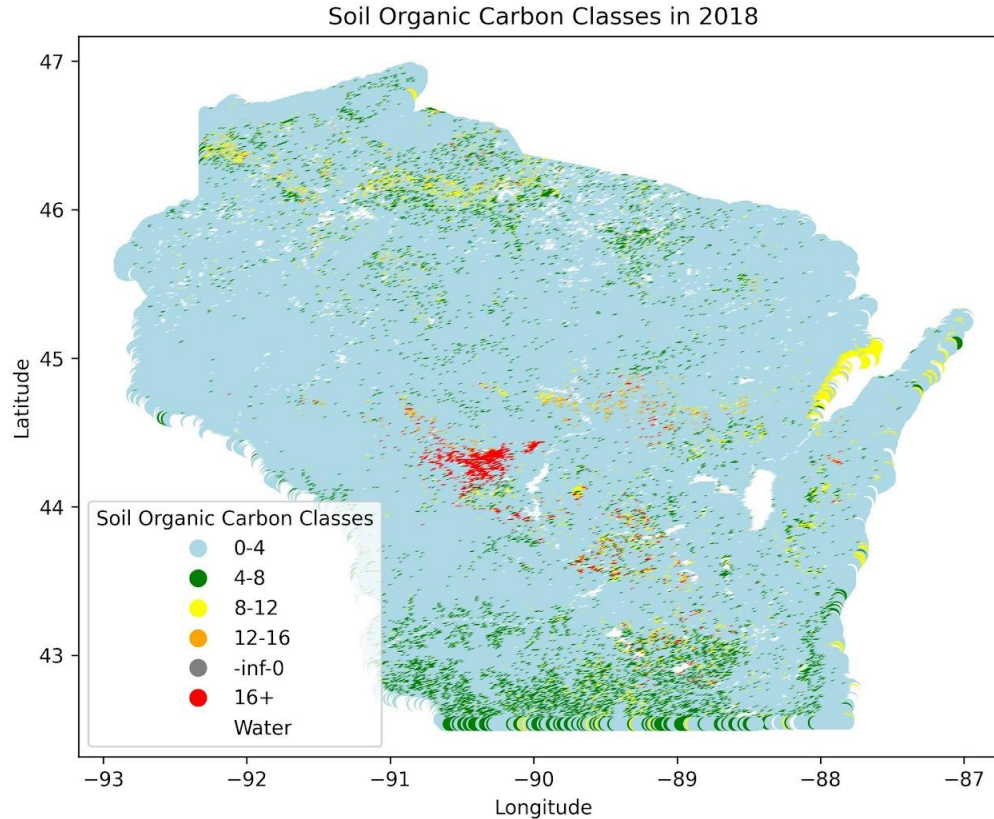 Soil Organic Carbon Classes in 2018
47
46
45
44
43
Latitude
Soil Organic Carbon Classes
0-4
4-8
8-12
12-16
-inf-0
16+
Water
−93 −92 −91 −90 −89 −88 −87
Longitude